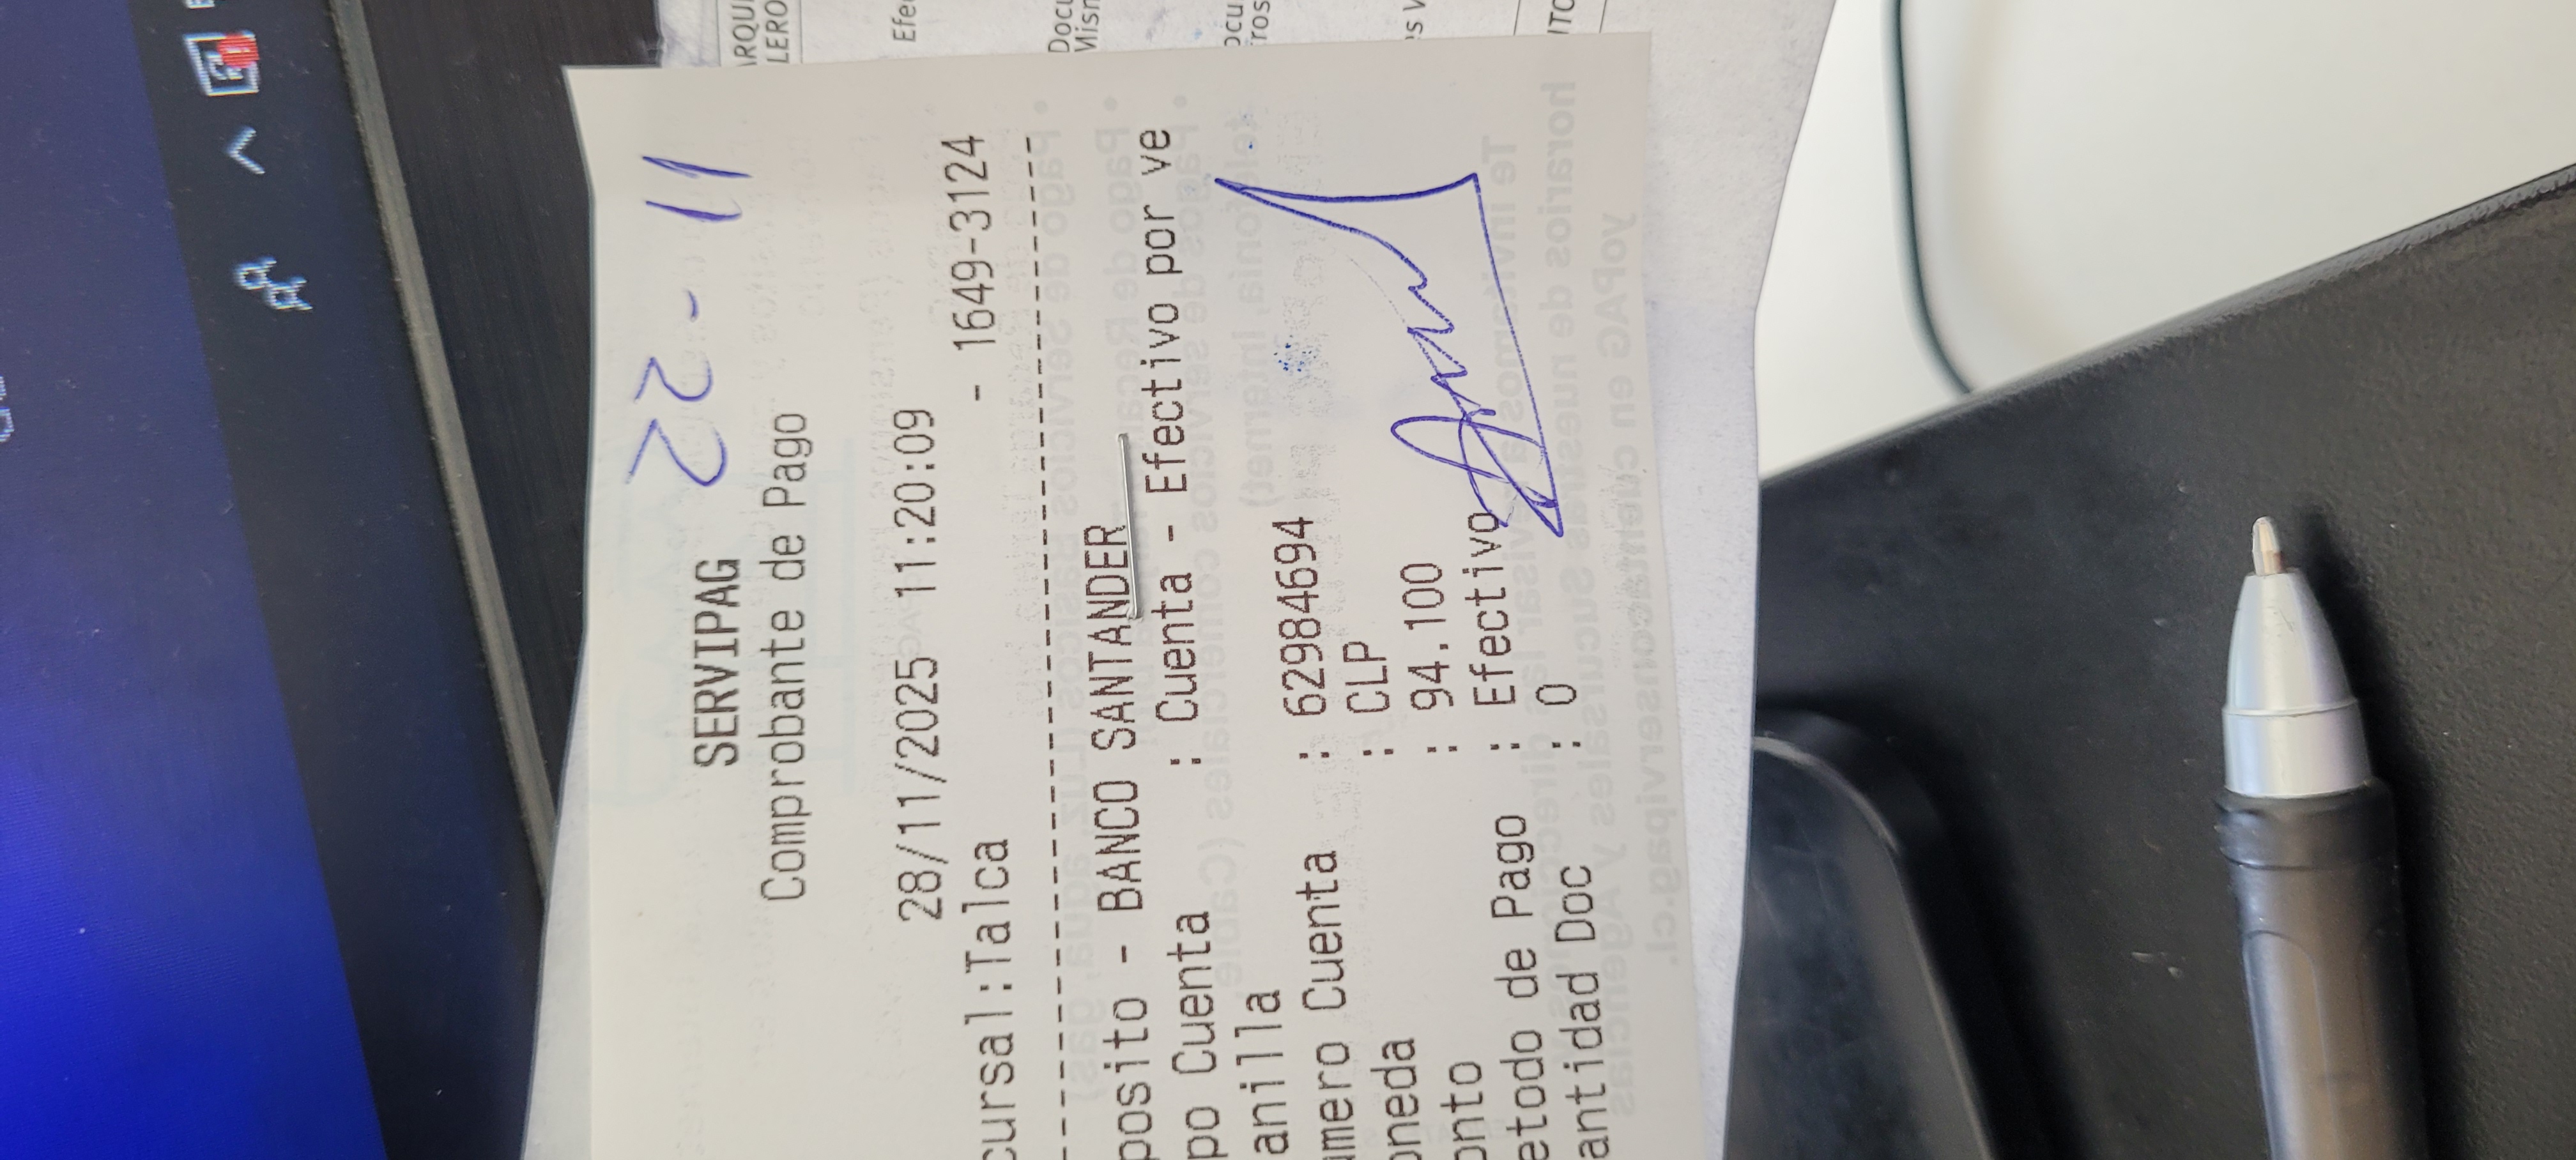 22 - 11
SERVIPAG
Comprobante de Pago
28/11/2025 11:20:09
cursal:Talca - 1649-3124
posito - BANCO SANTANDER
po Cuenta : Cuenta - Efectivo por ve
anilla
mero Cuenta : 62984694
oneda : CLP
onto : 94.100
etodo de Pago : Efectivo
antidad Doc : 0